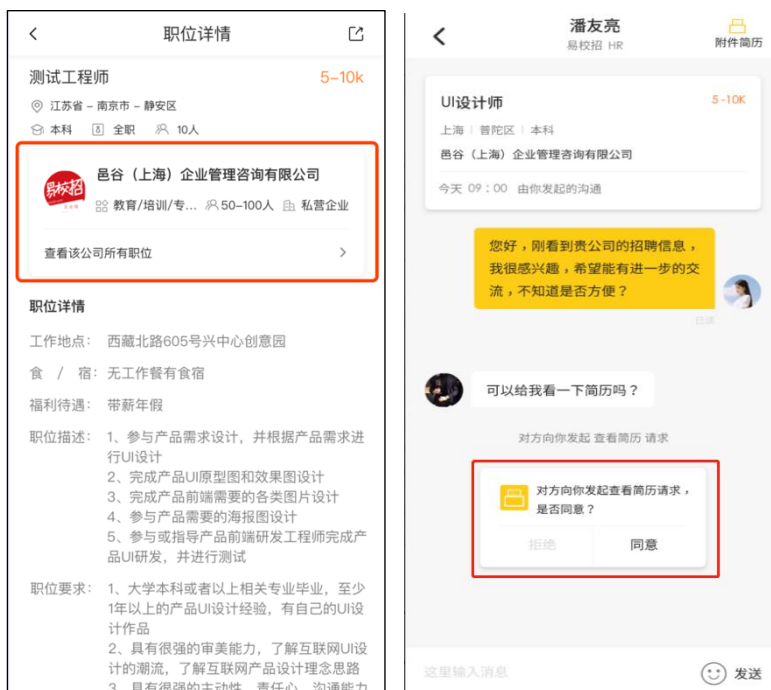 职位详情
测试工程师
5-10k
江苏省 – 南京市 – 静安区
本科 全职 10人
易校招
邑谷（上海）企业管理咨询有限公司
教育/培训/专... 50-100人 私营企业
查看该公司所有职位
职位详情
工作地点： 西藏北路605号兴中心创意园
食 / 宿： 无工作餐有食宿
福利待遇： 带薪年假
职位描述： 1、参与产品需求设计，并根据产品需求进
行UI设计
2、完成产品UI原型图和效果图设计
3、完成产品前端需要的各类图片设计
4、参与产品需要的海报图设计
5、参与或指导产品前端研发工程师完成产
品UI研发，并进行测试
职位要求： 1、大学本科或者以上相关专业毕业，至少
1年以上的产品UI设计经验，有自己的UI设
计作品
2、具有很强的审美能力，了解互联网UI设
计的潮流，了解互联网产品设计理念思路
3、具有很强的主动性、责任心、沟通能力
潘友亮
易校招 HR
附件简历
UI设计师
5-10K
上海 | 普陀区 | 本科
邑谷（上海）企业管理咨询有限公司
今天 09：00 由你发起的沟通
您好，刚看到贵公司的招聘信息，
我很感兴趣，希望能有进一步的交
流，不知道是否方便？
已读
可以给我看一下简历吗？
对方向你发起 查看简历 请求
对方向你发起查看简历请求，
是否同意？
拒绝 同意
这里输入消息
发送